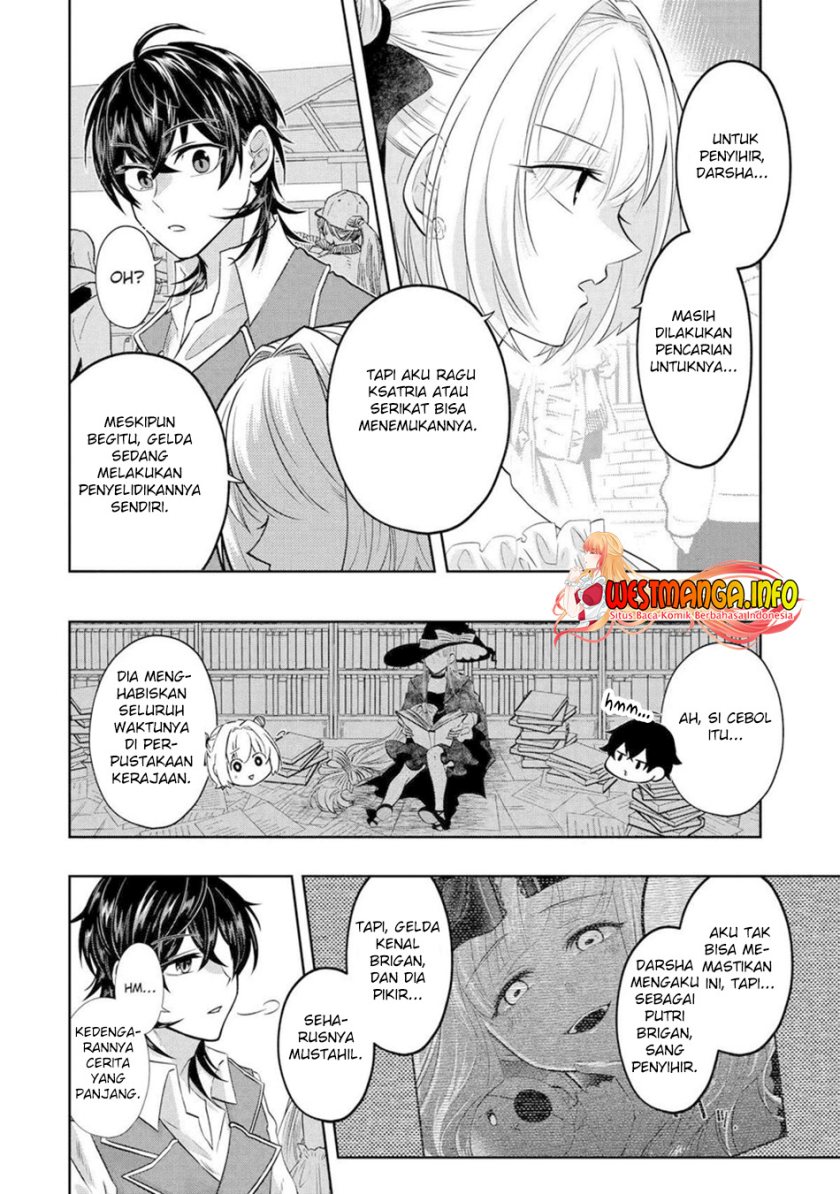 UNTUK
PENYIHIR,
DARSHA...
MASIH
DILAKUKAN
PENCARIAN
UNTUKNYA...
TAPI AKU RAGU
KSATRIA ATAU
SERIKAT BISA
MENEMUKANNYA.
OH?
MESKIPUN
BEGITU, GELDA
SEDANG
MELAKUKAN
PENYELIDIKANNYA
SENDIRI.
WESTMANGA.INFO
Situs Baca Komik Berbahasa Indonesia
AH, SI CEBOL
ITU...
hmm...
DIA MENG-
HABISKAN
SELURUH
WAKTUNYA
DI PER-
PUSTAKAAN
KERAJAAN.
AKU TAK
BISA ME-
MASTIKAN
INI, TAPI...
DARSHA
MENGAKU
SEBAGAI
PUTRI
BRIGAN,
SANG
PENYIHIR.
TAPI, GELDA
KENAL
BRIGAN,
DAN DIA
PIKIR...
SEHA-
RUSNYA
MUSTAHIL.
HM...
KEDENGA-
RANNYA
CERITA
YANG
PANJANG.